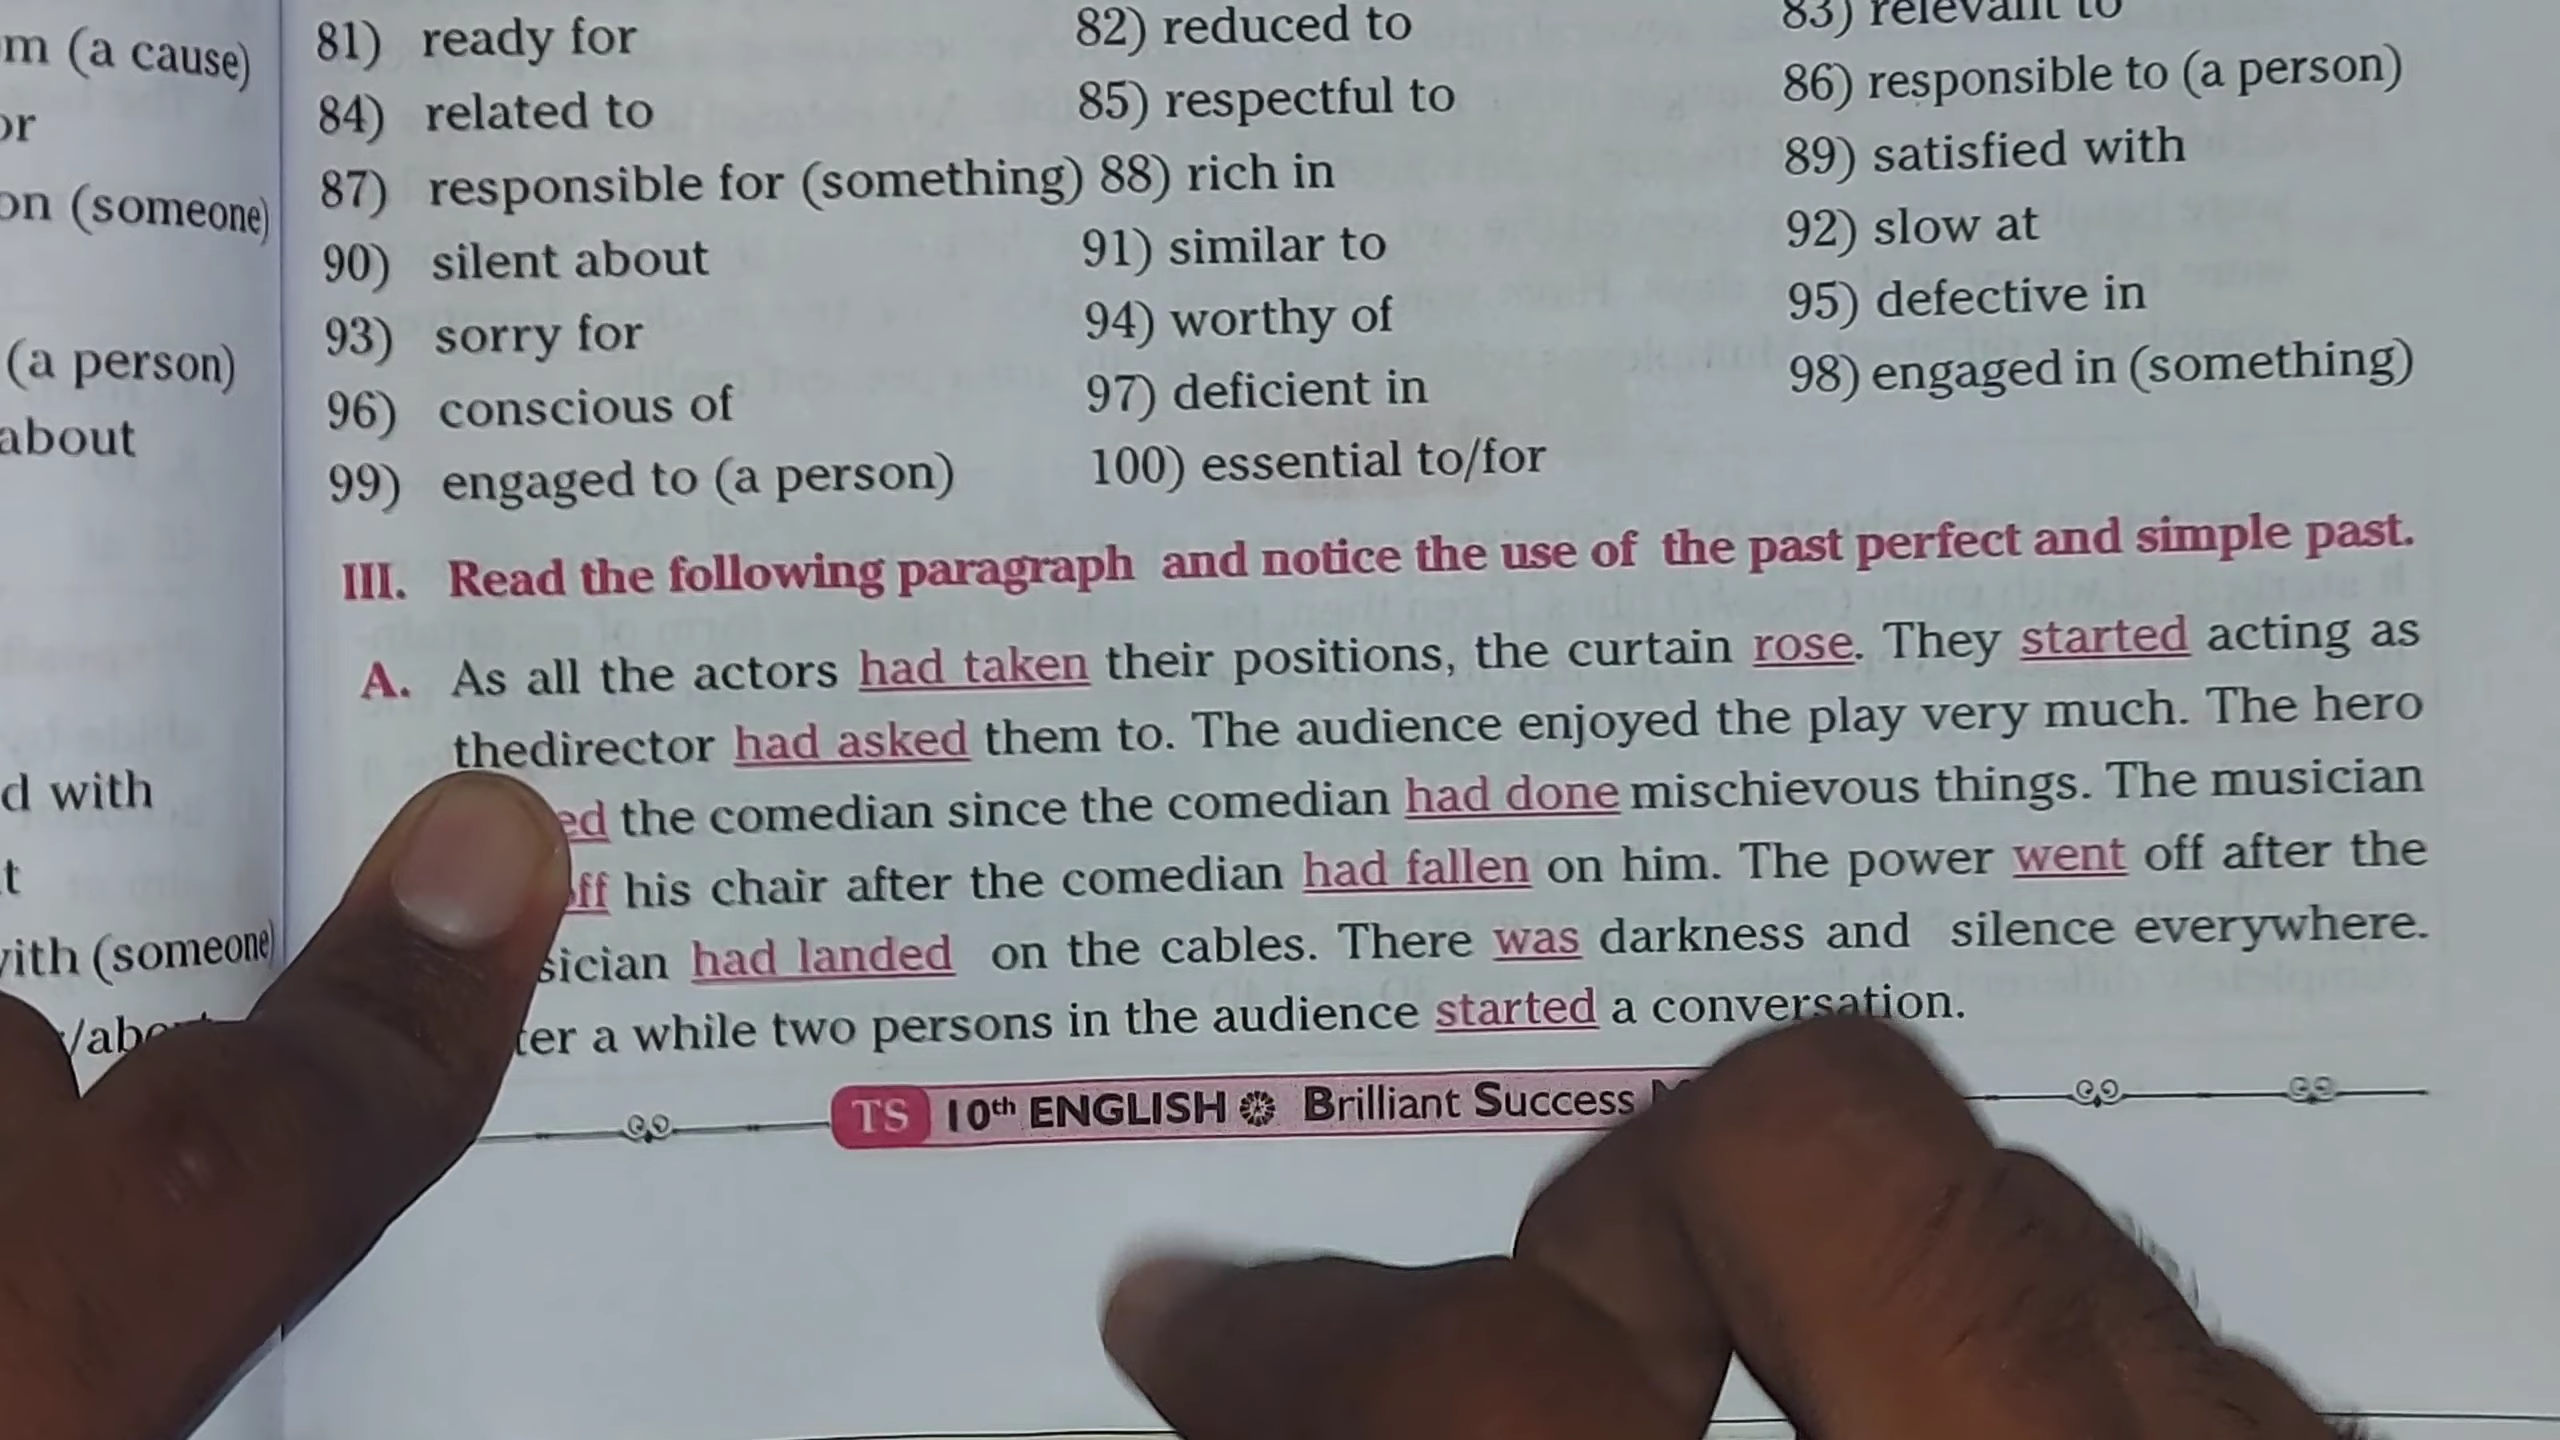 m (a cause)
or
on (someone)
(a person)
about
d with
t
with (someone)
81) ready for 82) reduced to 83) relevant to
84) related to 85) respectful to 86) responsible to (a person)
87) responsible for (something) 88) rich in 89) satisfied with
90) silent about 91) similar to 92) slow at
93) sorry for 94) worthy of 95) defective in
96) conscious of 97) deficient in 98) engaged in (something)
99) engaged to (a person) 100) essential to/for
III. Read the following paragraph and notice the use of the past perfect and simple past.
A. As all the actors had taken their positions, the curtain rose. They started acting as
thedirector had asked them to. The audience enjoyed the play very much. The hero
ed the comedian since the comedian had done mischievous things. The musician
ff his chair after the comedian had fallen on him. The power went off after the
sician had landed on the cables. There was darkness and silence everywhere.
ter a while two persons in the audience started a conversation.
TS 10th ENGLISH Brilliant Success